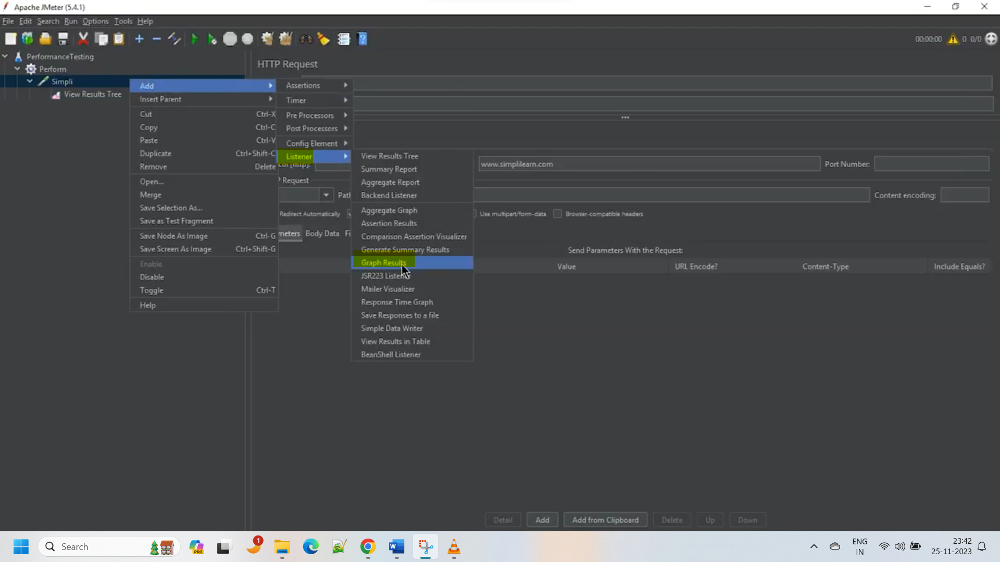 Apache JMeter (5.4.1)
File Edit Search Run Options Tools Help
00:00:00 0 0/0
PerformanceTesting
Perform
Simpli
View Results Tree
HTTP Request
Add
Insert Parent
Cut Ctrl-X
Copy Ctrl-C
Paste Ctrl-V
Duplicate Ctrl+Shift-C
Remove Delete
Open...
Merge
Save Selection As...
Save as Test Fragment
Save Node As Image Ctrl-G
Save Screen As Image Ctrl+Shift-G
Enable
Disable
Toggle Ctrl-T
Help
Assertions
Timer
Pre Processors
Post Processors
Config Element
Listener
View Results Tree
Summary Report
Aggregate Report
Backend Listener
Aggregate Graph
Assertion Results
Comparison Assertion Visualizer
Generate Summary Results
Graph Results
JSR223 Listener
Mailer Visualizer
Response Time Graph
Save Responses to a file
Simple Data Writer
View Results in Table
BeanShell Listener
col [http]: www.simplilearn.com Port Number:
P Request
Path Content encoding:
Redirect Automatically Use multipart/form-data Browser-compatible headers
meters Body Data Fi
Send Parameters With the Request:
Value URL Encode? Content-Type Include Equals?
Detail Add Add from Clipboard Delete Up Down
Search PRE 1 W ENG IN 23:42 25-11-2023